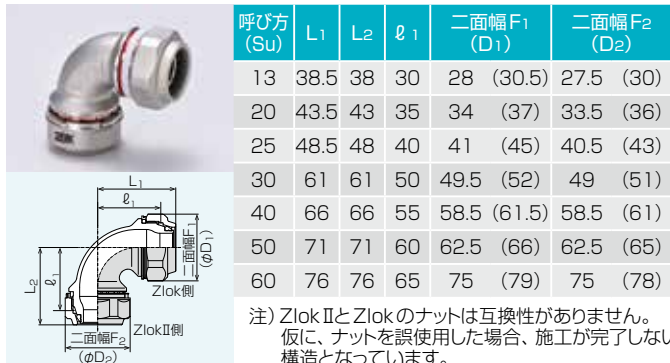 呼び方 (Su) L1 L2 ℓ1 二面幅F1 (D1) 二面幅F2 (D2)
13 38.5 38 30 28 (30.5) 27.5 (30)
20 43.5 43 35 34 (37) 33.5 (36)
25 48.5 48 40 41 (45) 40.5 (43)
30 61 61 50 49.5 (52) 49 (51)
40 66 66 55 58.5 (61.5) 58.5 (61)
50 71 71 60 62.5 (66) 62.5 (65)
60 76 76 65 75 (79) 75 (78)
L1
ℓ1
二面幅F1
(φD1)
Zlok側
L2
ℓ1
ZlokⅡ側
二面幅F2
(φD2)
注)ZlokⅡとZlokのナットは互換性がありません。
仮に、ナットを誤使用した場合、施工が完了しない
構造となっています。